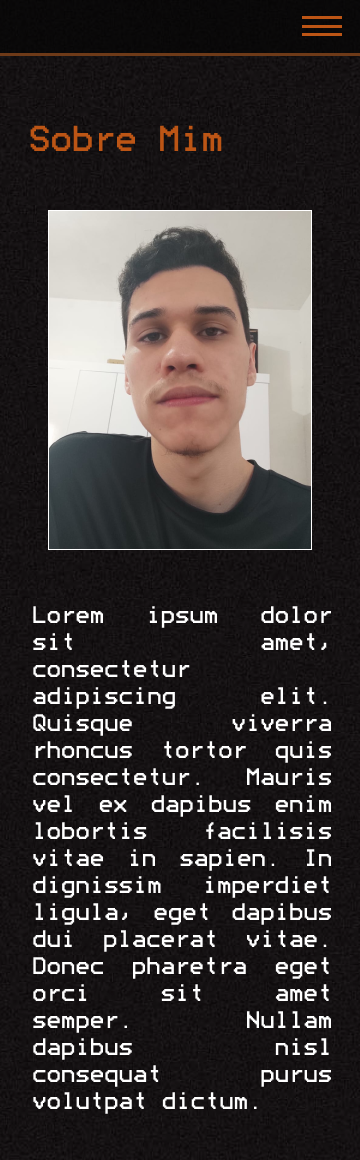 Sobre Mim
Lorem ipsum dolor
sit amet,
consectetur
adipiscing elit.
Quisque viverra
rhoncus tortor quis
consectetur. Mauris
vel ex dapibus enim
lobortis facilisis
vitae in sapien. In
dignissim imperdiet
ligula, eget dapibus
dui placerat vitae.
Donec pharetra eget
orci sit amet
semper. Nullam
dapibus nisl
consequat purus
volutpat dictum.